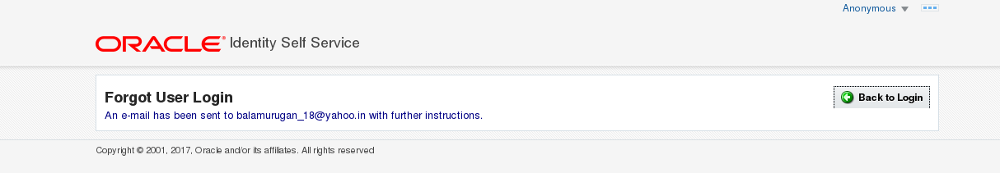 Anonymous
ORACLE® Identity Self Service
Forgot User Login
Back to Login
An e-mail has been sent to balamurugan_18@yahoo.in with further instructions.
Copyright © 2001, 2017, Oracle and/or its affiliates. All rights reserved